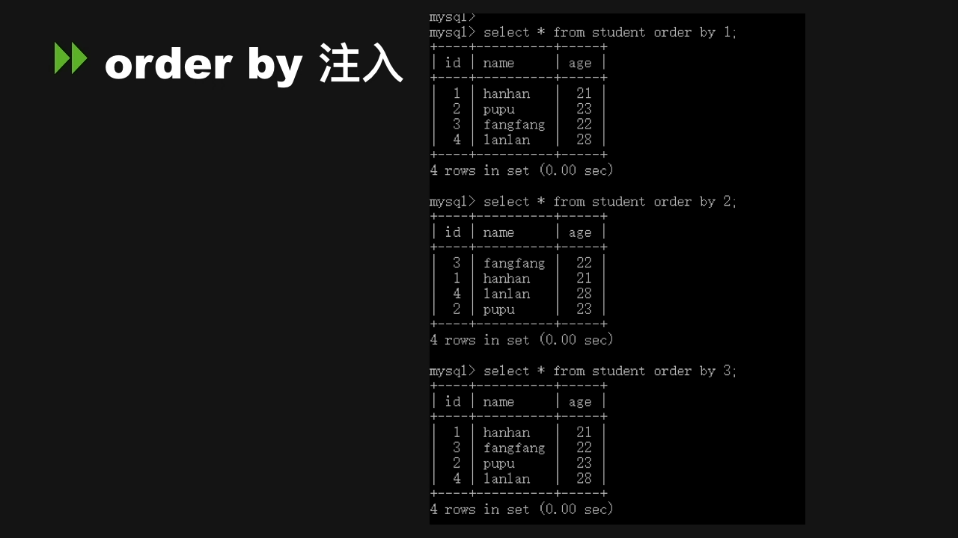 order by 注入
mysql>
mysql> select * from student order by 1;
+----+----------+-----+
| id | name     | age |
+----+----------+-----+
|  1 | hanhan   |  21 |
|  2 | pupu     |  23 |
|  3 | fangfang |  22 |
|  4 | lanlan   |  28 |
+----+----------+-----+
4 rows in set (0.00 sec)
mysql> select * from student order by 2;
+----+----------+-----+
| id | name     | age |
+----+----------+-----+
|  3 | fangfang |  22 |
|  1 | hanhan   |  21 |
|  4 | lanlan   |  28 |
|  2 | pupu     |  23 |
+----+----------+-----+
4 rows in set (0.00 sec)
mysql> select * from student order by 3;
+----+----------+-----+
| id | name     | age |
+----+----------+-----+
|  1 | hanhan   |  21 |
|  3 | fangfang |  22 |
|  2 | pupu     |  23 |
|  4 | lanlan   |  28 |
+----+----------+-----+
4 rows in set (0.00 sec)